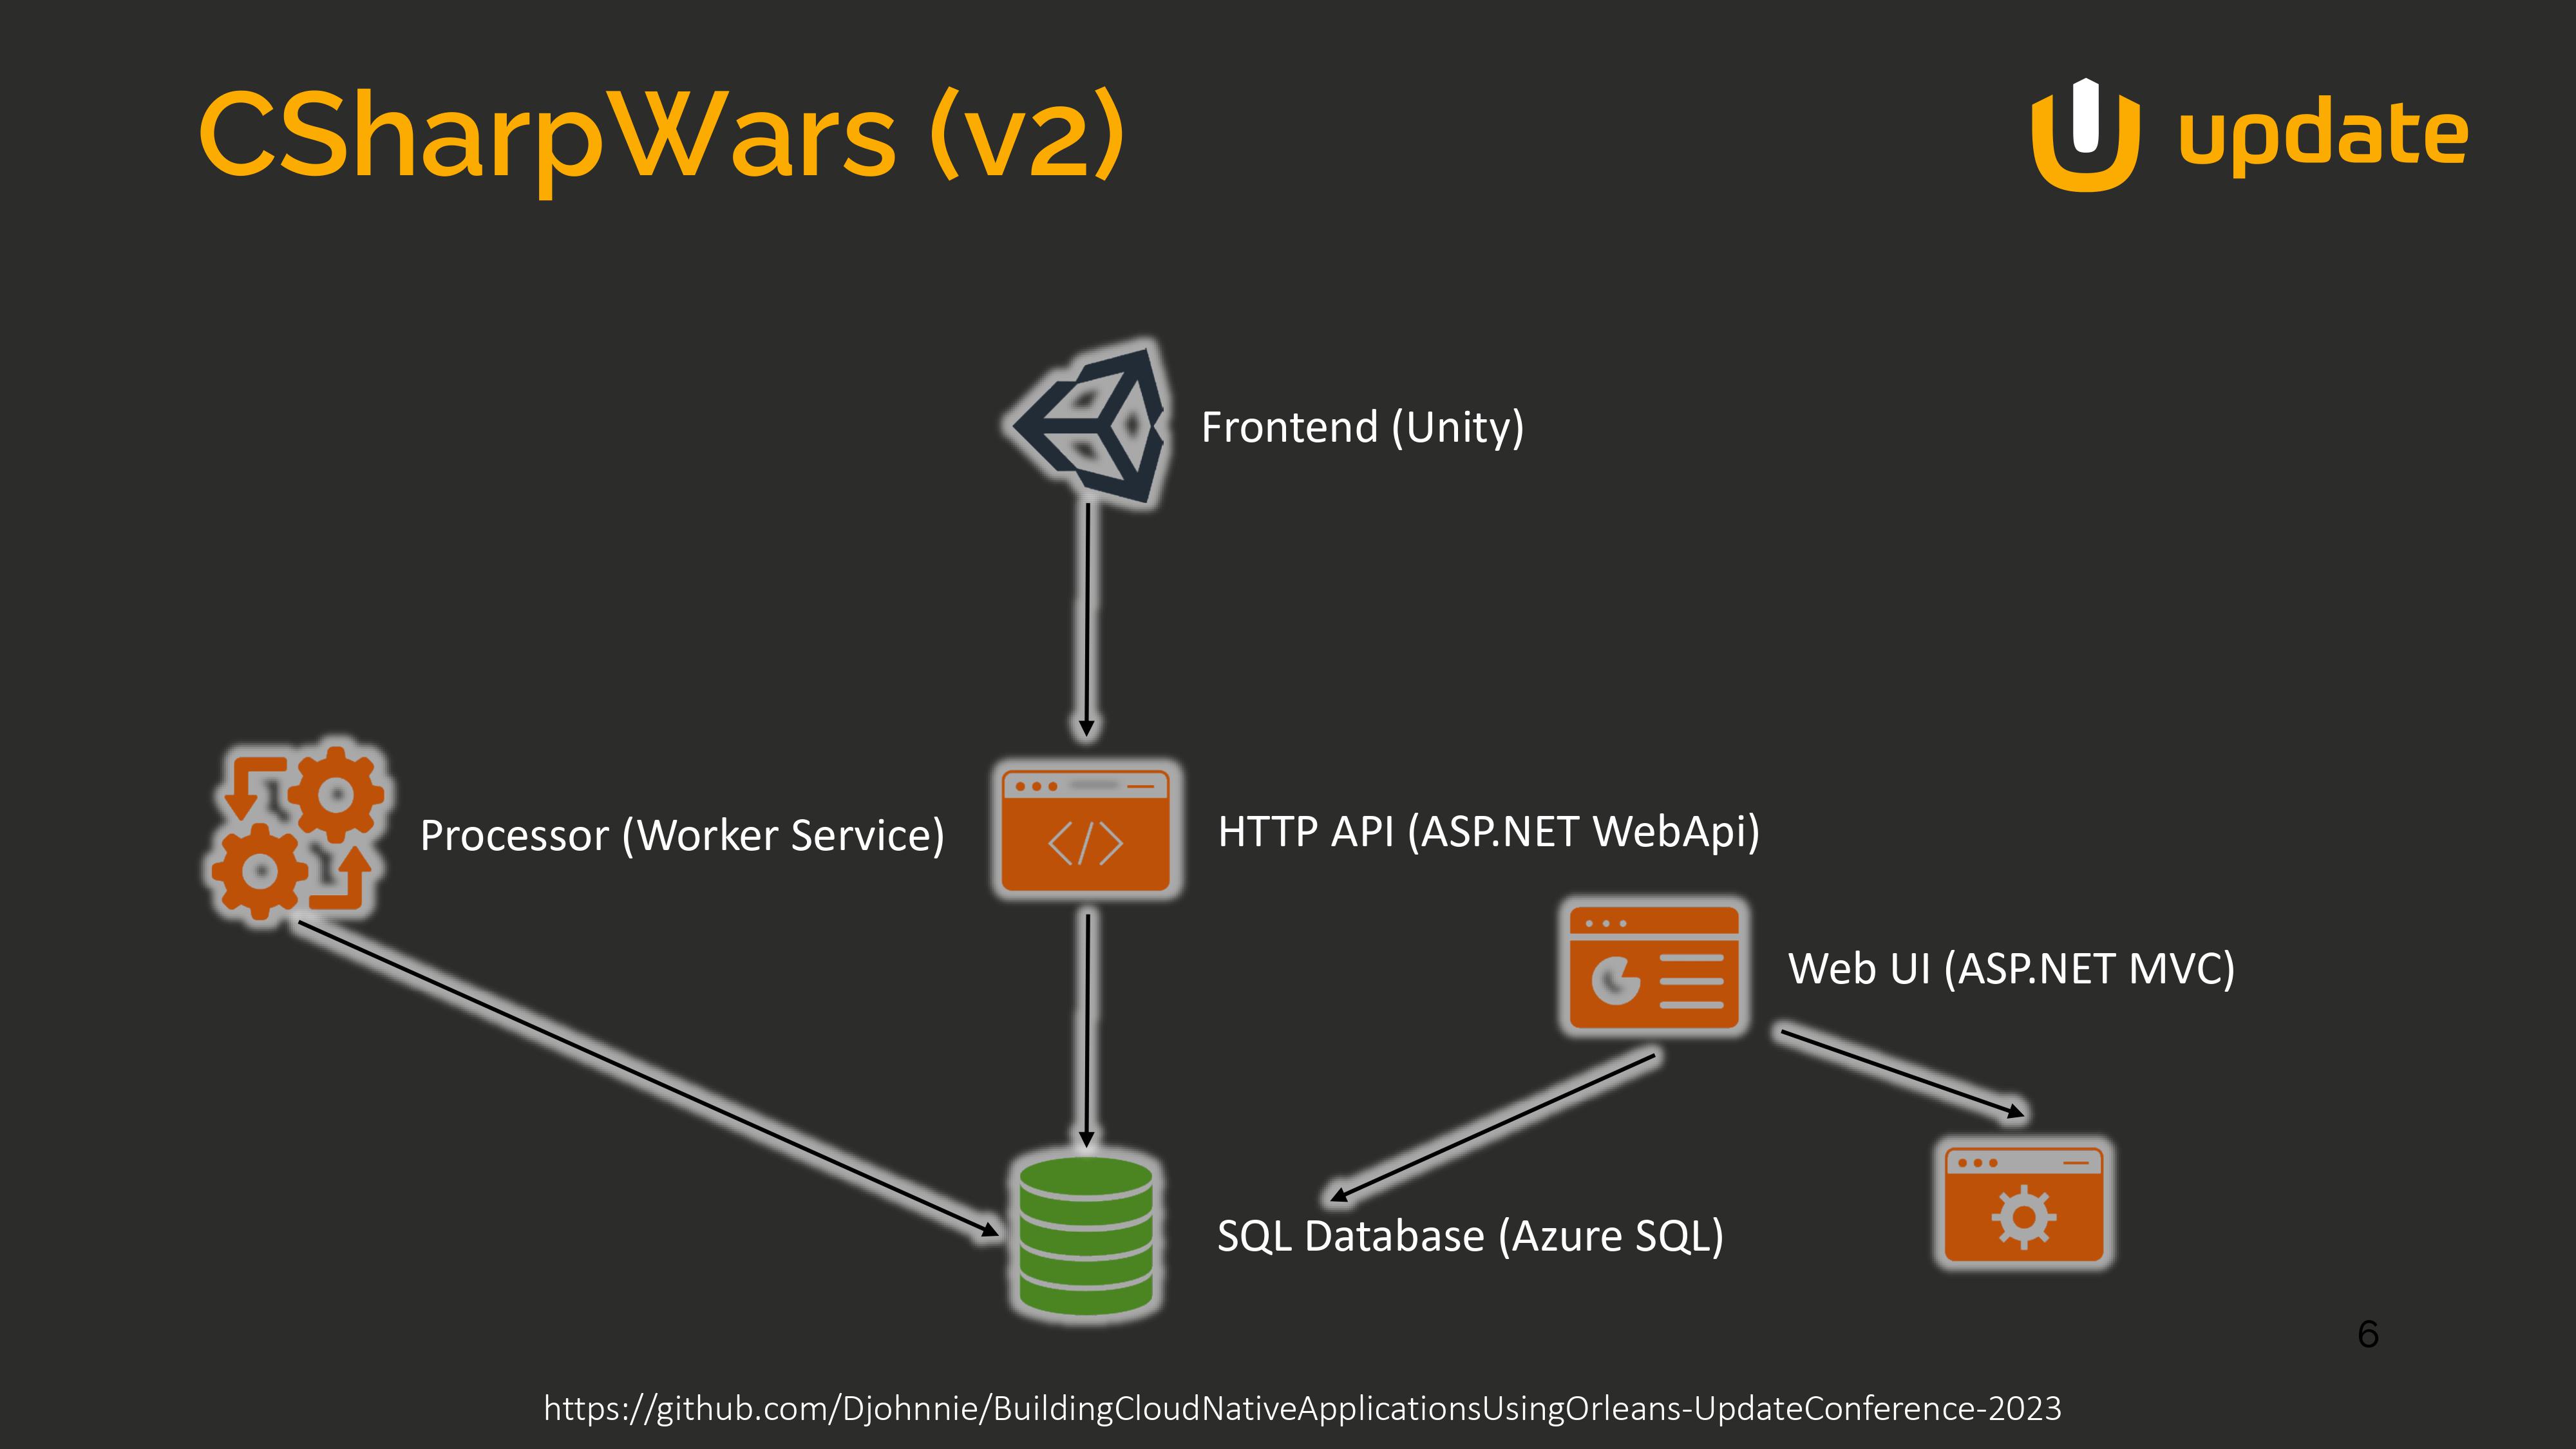 CSharpWars (v2)
update
Frontend (Unity)
Processor (Worker Service)
HTTP API (ASP.NET WebApi)
Web UI (ASP.NET MVC)
SQL Database (Azure SQL)
6
https://github.com/Djohnnie/BuildingCloudNativeApplicationsUsingOrleans-UpdateConference-2023